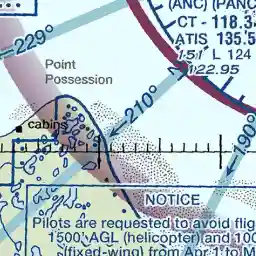 (ANC) (PANC
CT - 118.3
ATIS 135.5
151 L 124
122.95
229°
Point
Possession
210°
190°
cabins
NOTICE
Pilots are requested to avoid flig
1500' AGL (helicopter) and 100
(fixed-wing) from Apr 1 to M